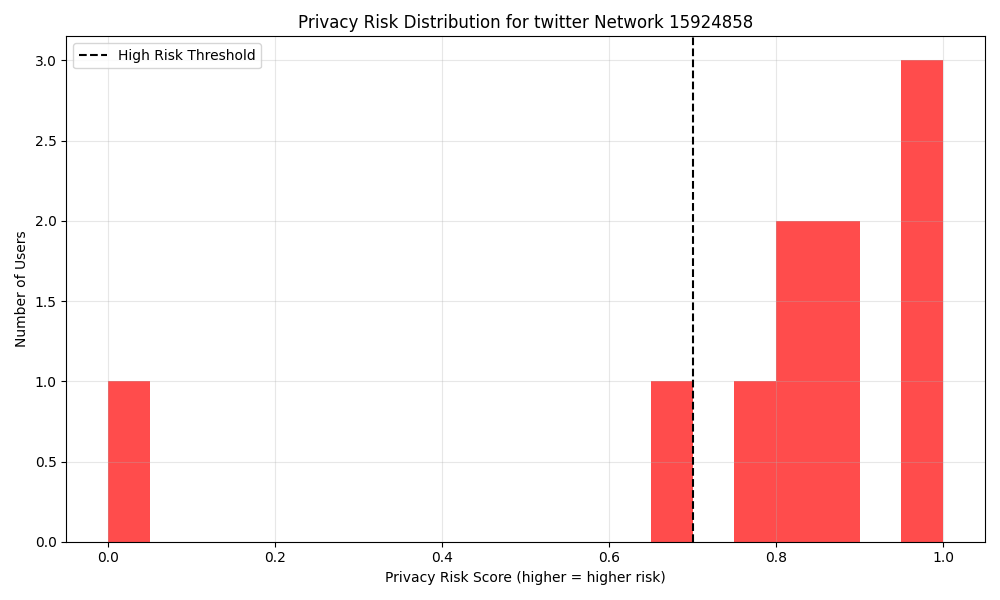 Privacy Risk Distribution for twitter Network 15924858
High Risk Threshold
Number of Users
3.0
2.5
2.0
1.5
1.0
0.5
0.0
0.0 0.2 0.4 0.6 0.8 1.0
Privacy Risk Score (higher = higher risk)